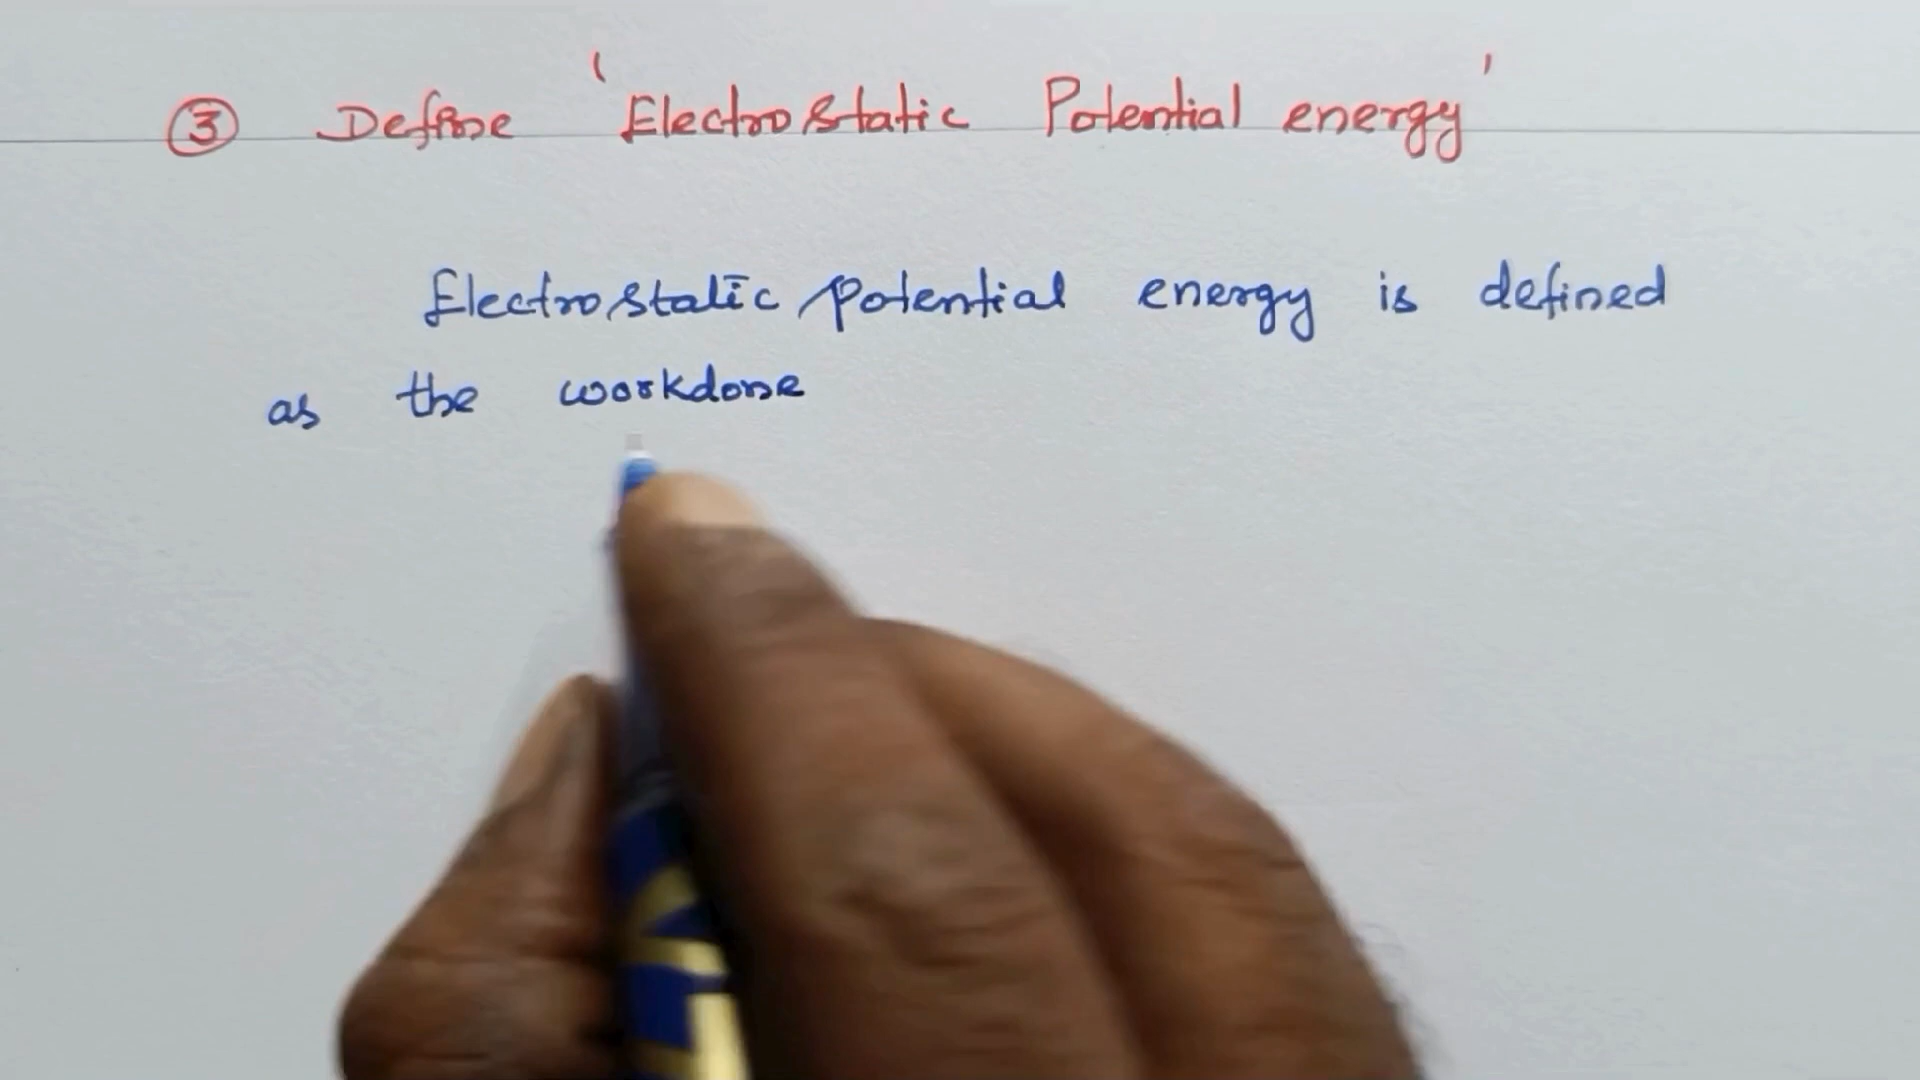 ③ Define 'Electrostatic Potential energy'
Electrostatic potential energy is defined
as the workdone